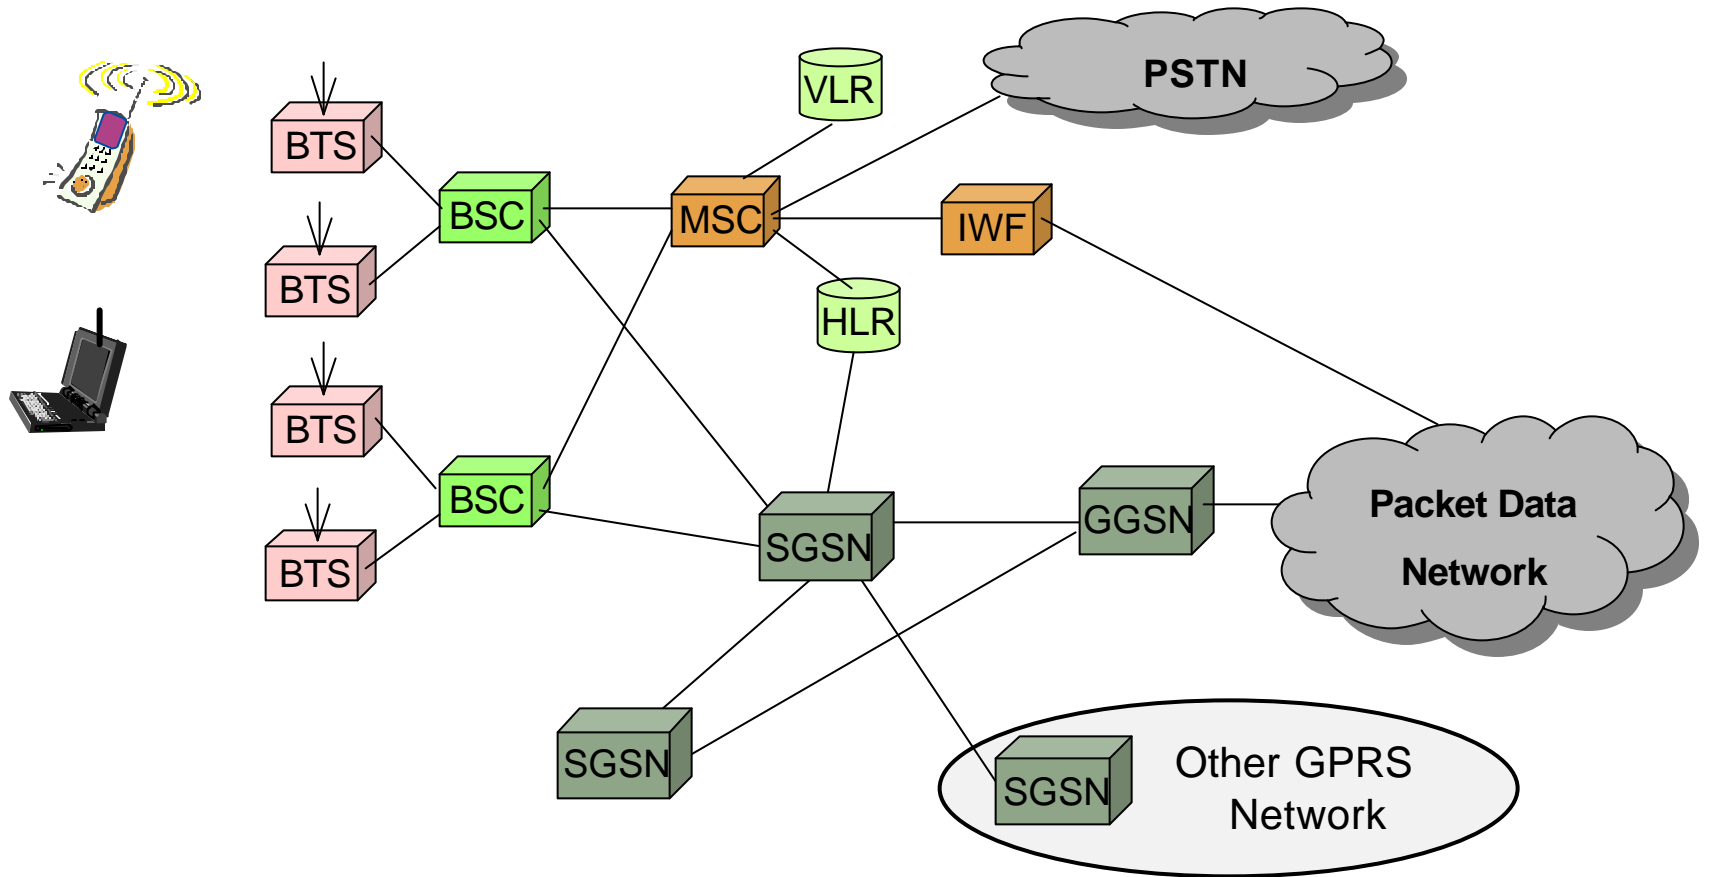 VLR
PSTN
BTS
BSC
MSC
IWF
BTS
HLR
BTS
BSC
SGSN
GGSN
Packet Data
Network
BTS
SGSN
SGSN
Other GPRS
Network